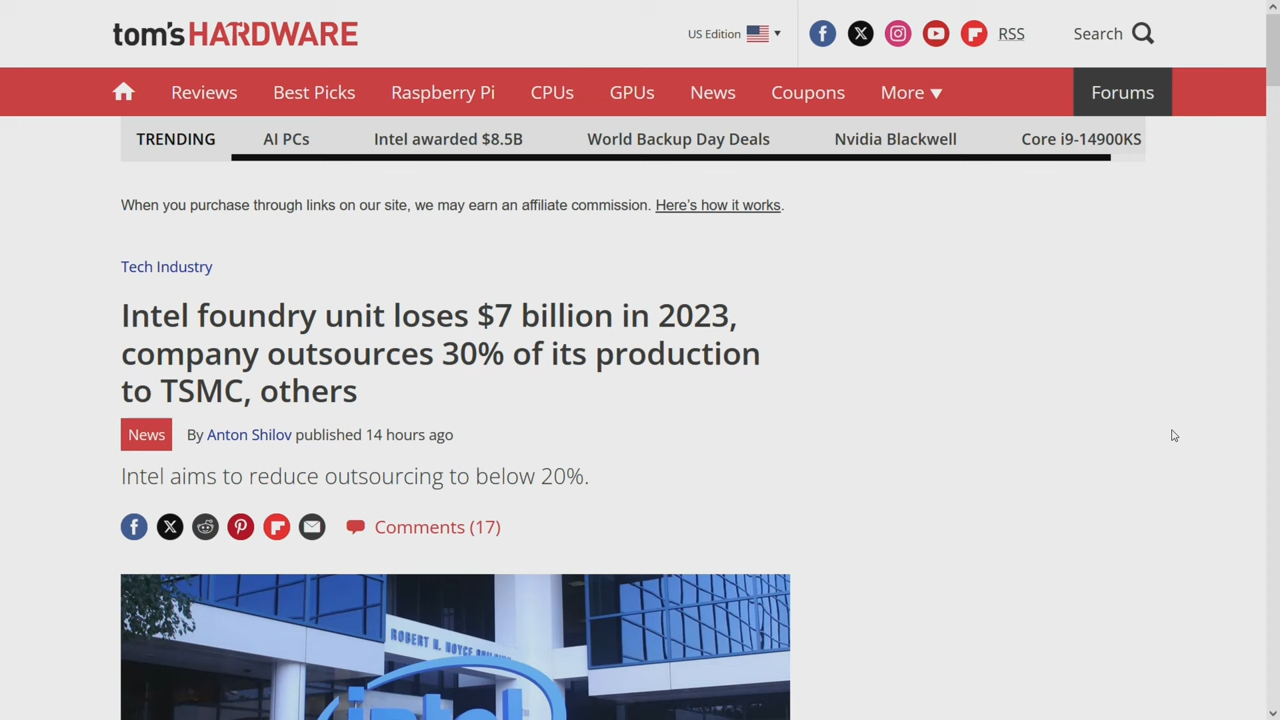 tom's HARDWARE
US Edition
RSS
Search
Reviews
Best Picks
Raspberry Pi
CPUs
GPUs
News
Coupons
More
Forums
TRENDING
AI PCs
Intel awarded $8.5B
World Backup Day Deals
Nvidia Blackwell
Core i9-14900KS
When you purchase through links on our site, we may earn an affiliate commission. Here's how it works.
Tech Industry
Intel foundry unit loses $7 billion in 2023,
company outsources 30% of its production
to TSMC, others
News
By Anton Shilov published 14 hours ago
Intel aims to reduce outsourcing to below 20%.
Comments (17)
ROBERT N. NOYCE BUILDING
intel